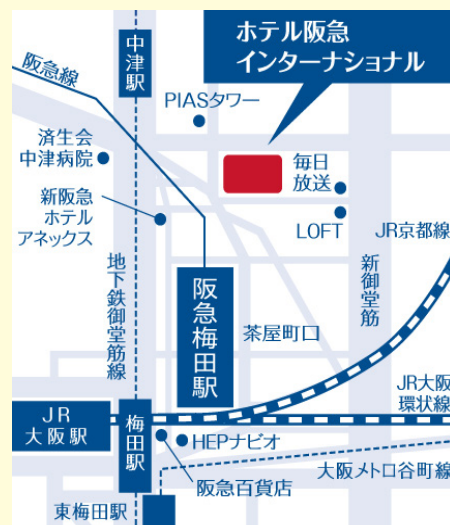 ホテル阪急
インターナショナル
中津駅
阪急線
PIASタワー
済生会
中津病院
毎日
放送
新阪急
ホテル
アネックス
LOFT
JR京都線
地下鉄御堂筋線
新御堂筋
阪急梅田駅
茶屋町口
JR大阪
環状線
JR
大阪駅
梅田駅
HEPナビオ
阪急百貨店
大阪メトロ谷町線
東梅田駅